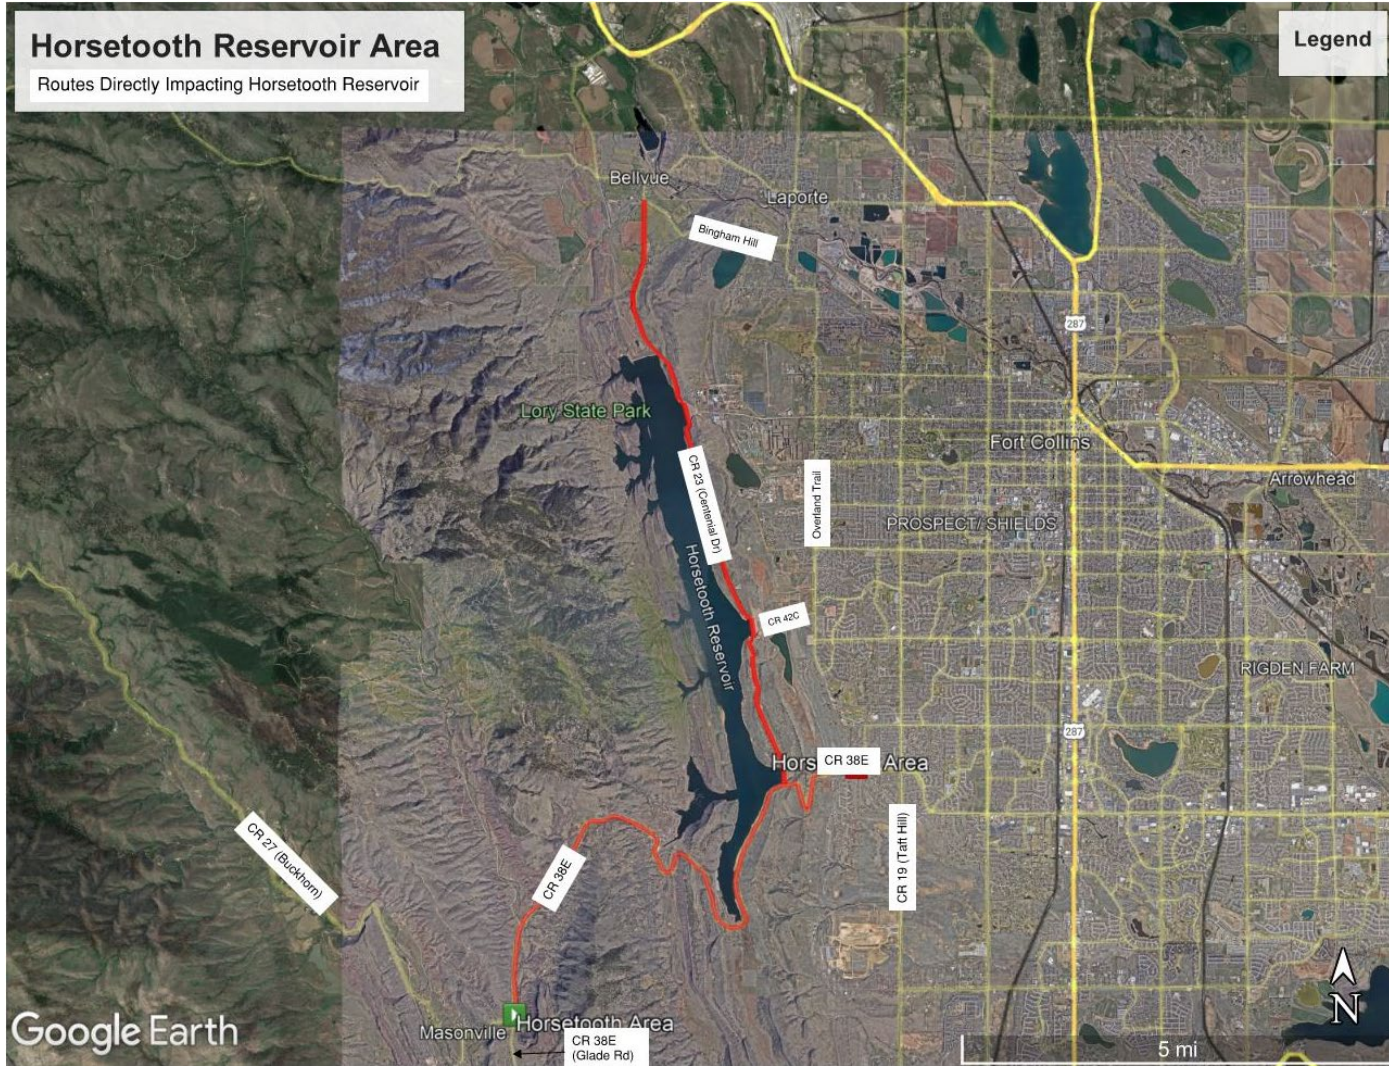 Horsetooth Reservoir Area
Routes Directly Impacting Horsetooth Reservoir
Legend
Bellvue
Laporte
Bingham Hill
287
Lory State Park
Fort Collins
CR 23 (Centenial Dr)
Overland Trail
Arrowhead
PROSPECT/ SHIELDS
Horsetooth Reservoir
CR 42C
RIGDEN FARM
287
Hors
CR 38E
Area
CR 27 (Buckhorn)
CR 38E
CR 19 (Taft Hill)
N
Google Earth
Masonville
Horsetooth Area
CR 38E
(Glade Rd)
5 mi